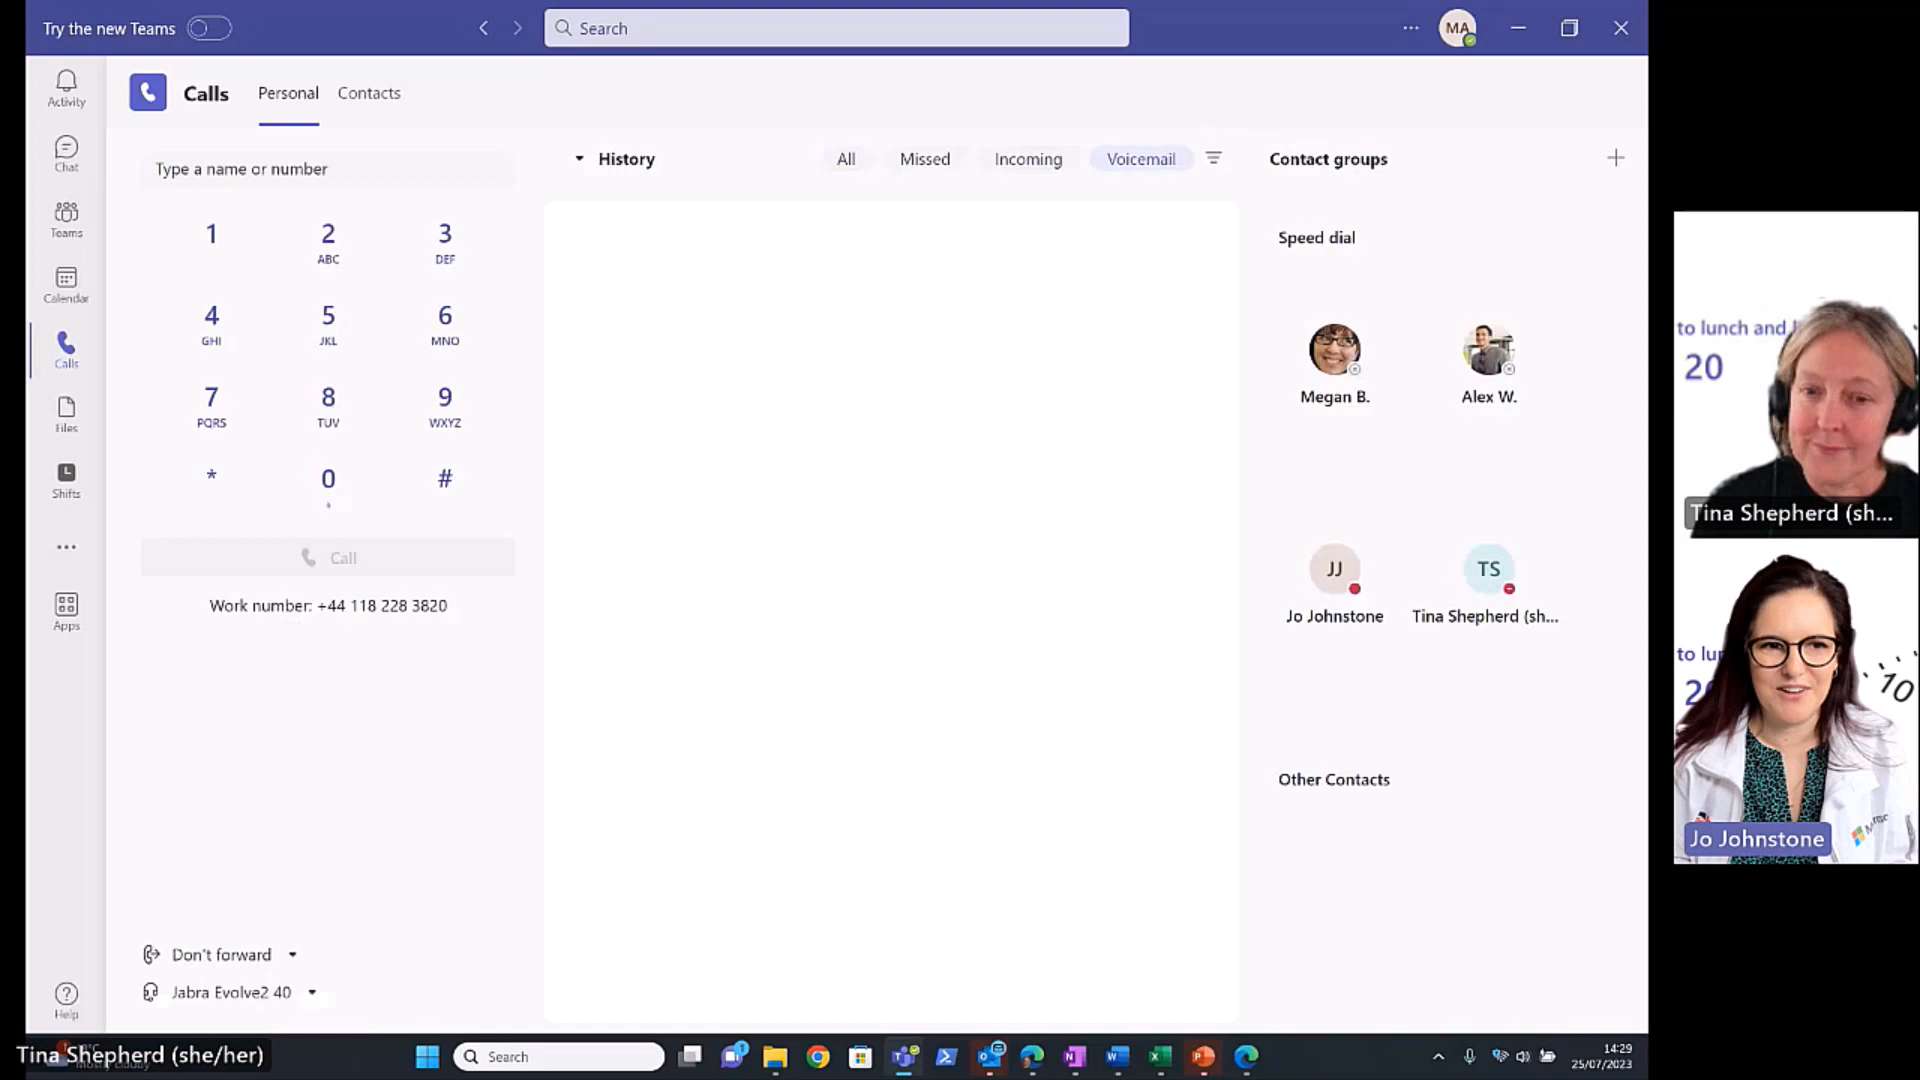 Try the new Teams
Search
MA
Activity
Chat
Teams
Calendar
Calls
Files
Shifts
Apps
Help
Calls
Personal
Contacts
Type a name or number
1
2
ABC
3
DEF
4
GHI
5
JKL
6
MNO
7
PQRS
8
TUV
9
WXYZ
*
0
+
#
Call
Work number: +44 118 228 3820
Don't forward
Jabra Evolve2 40
History
All
Missed
Incoming
Voicemail
Contact groups
Speed dial
Megan B.
Alex W.
JJ
Jo Johnstone
TS
Tina Shepherd (sh...
Other Contacts
to lunch and
20
Tina Shepherd (sh...
10
Jo Johnstone
Tina Shepherd (she/her)
Search
14:29
25/07/2023